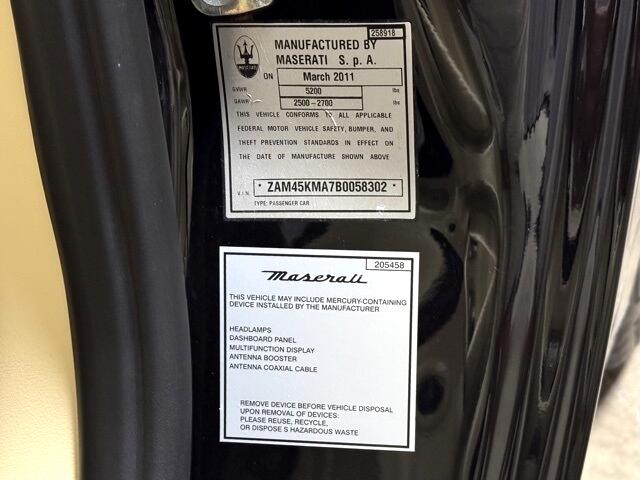 258918
MANUFACTURED BY
MASERATI S. p. A.
ON March 2011
GVWR 5200 lbs
GAWR 2500-2700 lbs
THIS VEHICLE CONFORMS TO ALL APPLICABLE
FEDERAL MOTOR VEHICLE SAFETY, BUMPER, AND
THEFT PREVENTION STANDARDS IN EFFECT ON
THE DATE OF MANUFACTURE SHOWN ABOVE
V.I.N. * ZAM45KMA7B0058302 *
TYPE: PASSENGER CAR
205458
Maserati
THIS VEHICLE MAY INCLUDE MERCURY-CONTAINING
DEVICE INSTALLED BY THE MANUFACTURER
HEADLAMPS
DASHBOARD PANEL
MULTIFUNCTION DISPLAY
ANTENNA BOOSTER
ANTENNA COAXIAL CABLE
REMOVE DEVICE BEFORE VEHICLE DISPOSAL
UPON REMOVAL OF DEVICES:
PLEASE REUSE, RECYCLE,
OR DISPOSE S HAZARDOUS WASTE